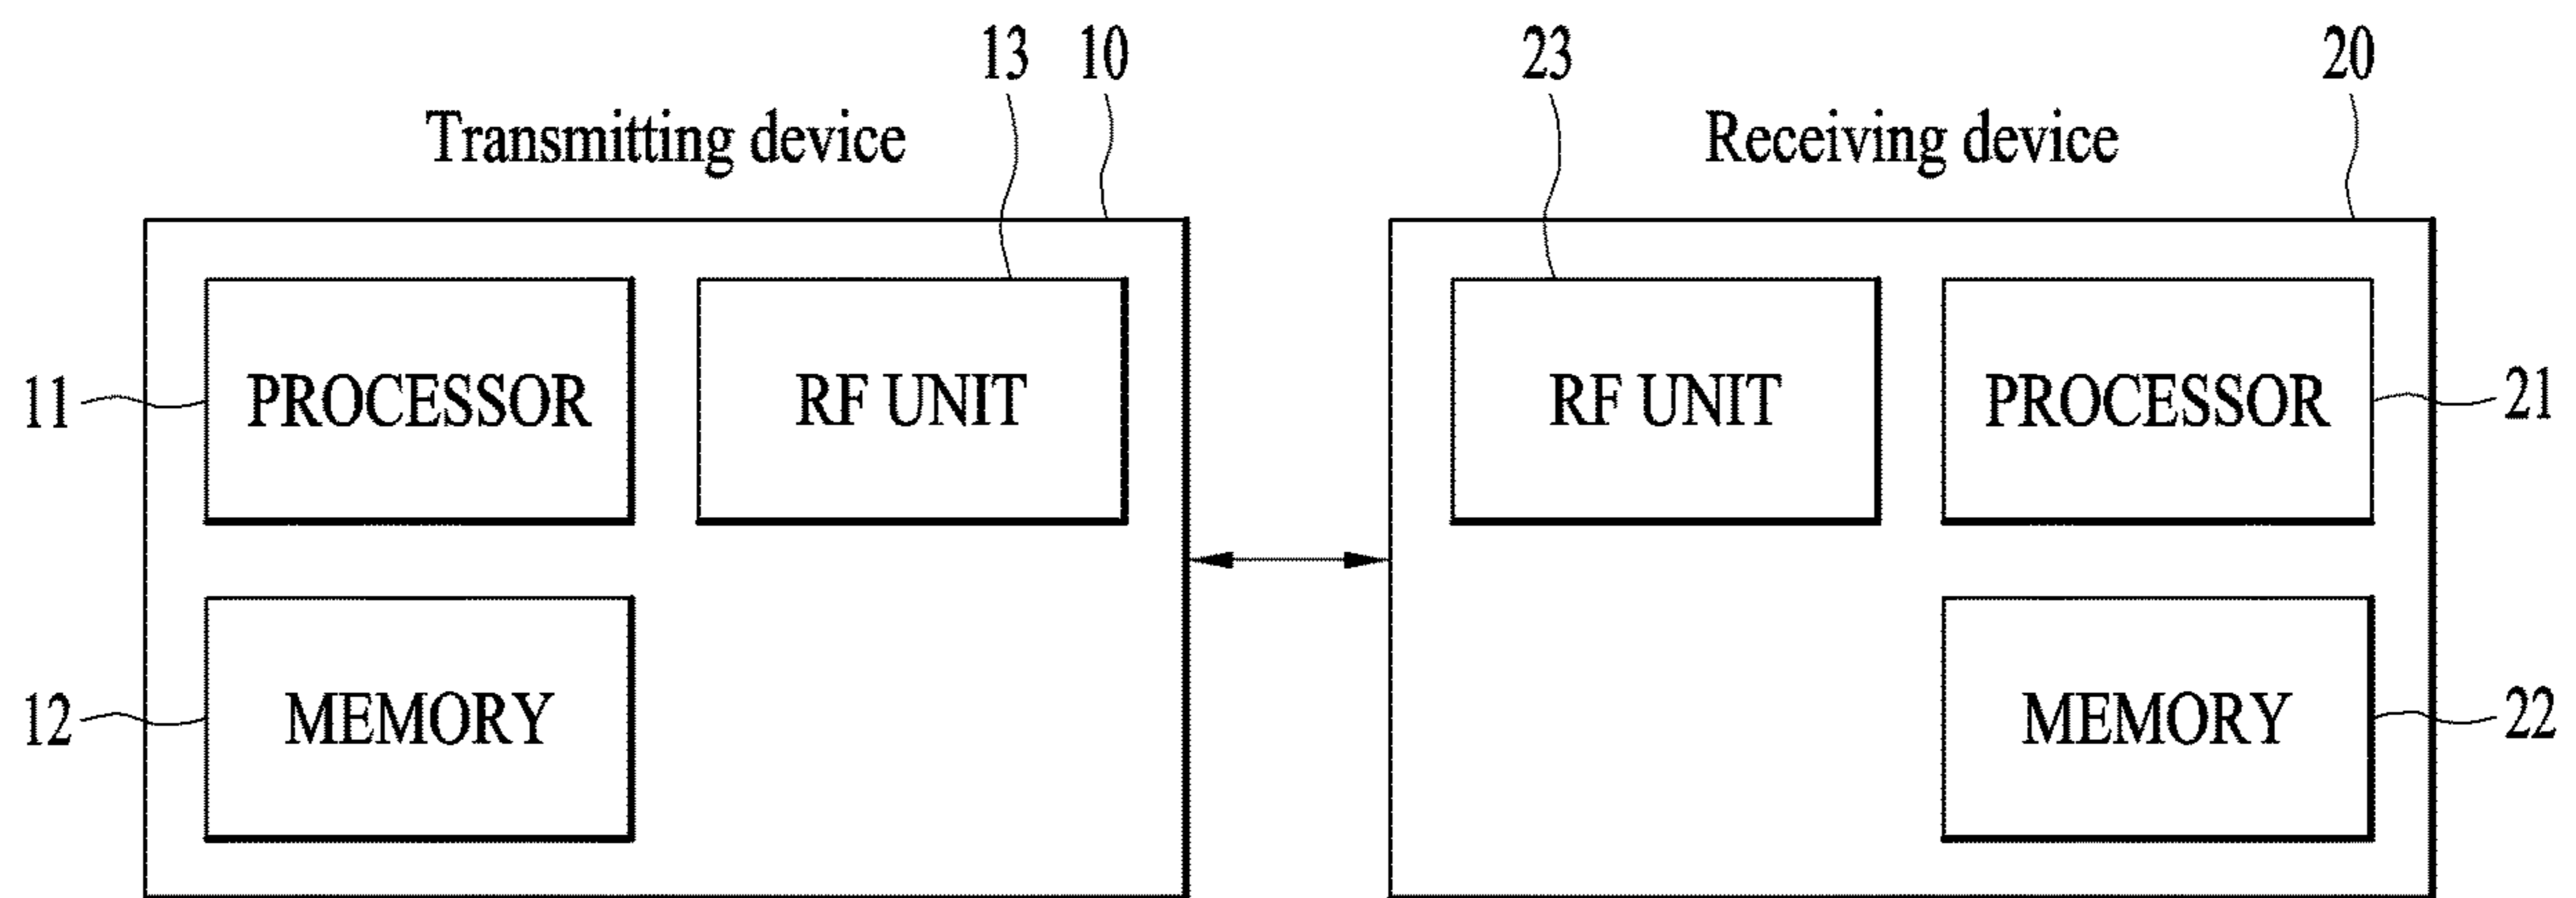 13 10 23 20
Transmitting device Receiving device
11 PROCESSOR RF UNIT RF UNIT PROCESSOR 21
12 MEMORY MEMORY 22